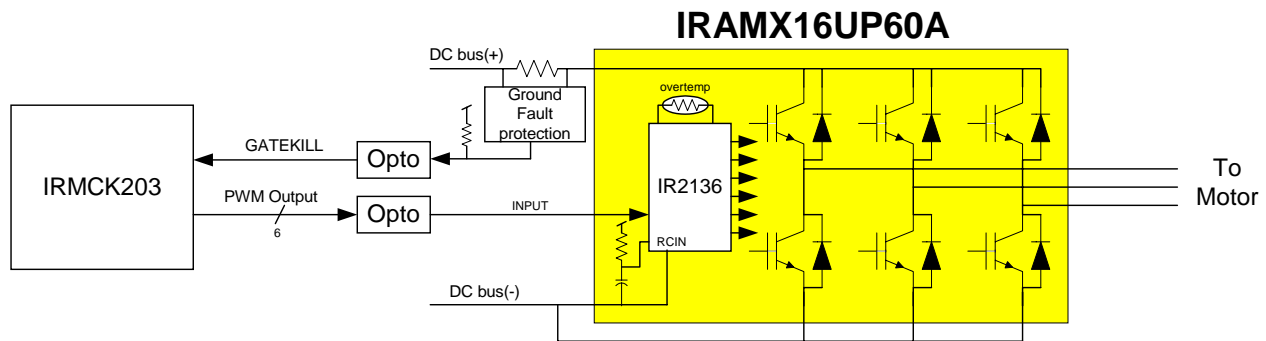 IRAMX16UP60A
DC bus(+)
overtemp
Ground
Fault
protection
GATEKILL
Opto
IRMCK203
IR2136
To
Motor
PWM Output
6
Opto
INPUT
RCIN
DC bus(-)